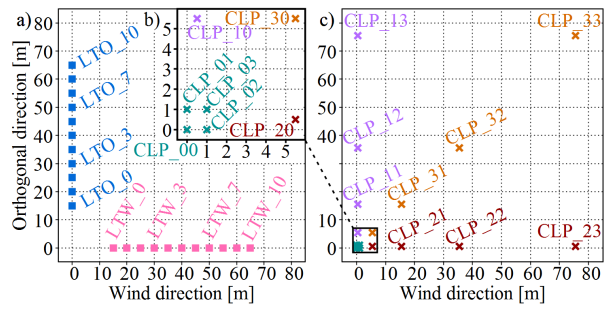 a)
80
70
60
50
40
30
20
10
0
Orthogonal direction [m]
LTO_10
LTO_7
LTO_3
LTO_0
LTW_0
LTW_3
LTW_7
LTW_10
0 10 20 30 40 50 60 70 80
Wind direction [m]
b)
5
4
3
2
1
0
CLP_10
CLP_30
CLP_01
CLP_03
CLP_02
CLP_20
CLP_00
1 2 3 4 5
c)
CLP_13
CLP_33
CLP_12
CLP_32
CLP_11
CLP_31
CLP_21
CLP_22
CLP_23
80
70
60
50
40
30
20
10
0
0 10 20 30 40 50 60 70 80
Wind direction [m]